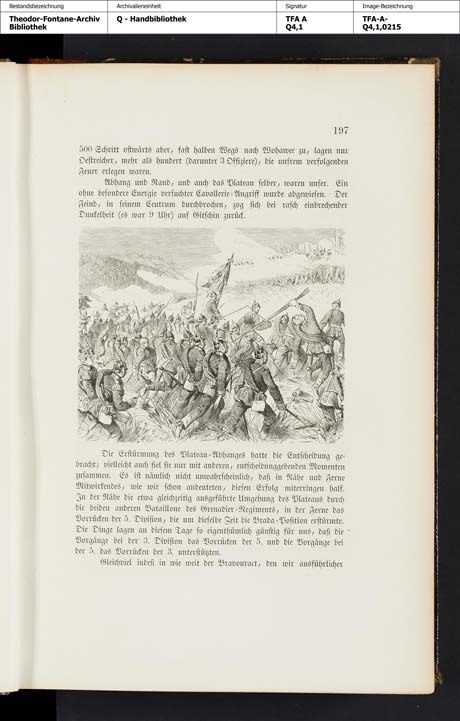 Bestandsbezeichnung
Theodor-Fontane-Archiv
Bibliothek
Archivalieneinheit
Q - Handbibliothek
Signatur
TFA A
Q4,1
Image-Bezeichnung
TFA-A-
Q4,1,0215
197
500 Schritt ostwärts aber, fast halben Wegs nach Wohawec zu, lagen nur
Oestreicher, mehr als hundert (darunter 3 Offiziere), die unsrem verfolgenden
Feuer erlegen waren.
Abhang und Rand, und auch das Plateau selber, waren unser. Ein
ohne besondere Energie versuchter Cavallerie-Angriff wurde abgewiesen. Der
Feind, in seinem Centrum durchbrochen, zog sich bei rasch einbrechender
Dunkelheit (es war 9 Uhr) auf Gitschin zurück.
Die Erstürmung des Plateau-Abhanges hatte die Entscheidung ge-
bracht; vielleicht auch fiel sie nur mit anderen, entscheidunggebenden Momenten
zusammen. Es ist nämlich nicht unwahrscheinlich, daß in Nähe und Ferne
Mitwirkendes, wie wir schon andeuteten, diesen Erfolg mitterringen half.
In der Nähe die etwa gleichzeitig ausgeführte Umgehung des Plateaus durch
die beiden anderen Bataillone des Grenadier-Regiments, in der Ferne das
Vorrücken der 5. Division, die um dieselbe Zeit die Brada-Position erstürmte.
Die Dinge lagen an diesem Tage so eigenthümlich günstig für uns, daß die
Vorgänge bei der 3. Division das Vorrücken der 5. und die Vorgänge bei
der 5. das Vorrücken der 3. unterstützten.
Gleichviel indeß in wie weit der Bravouract, den wir ausführlicher